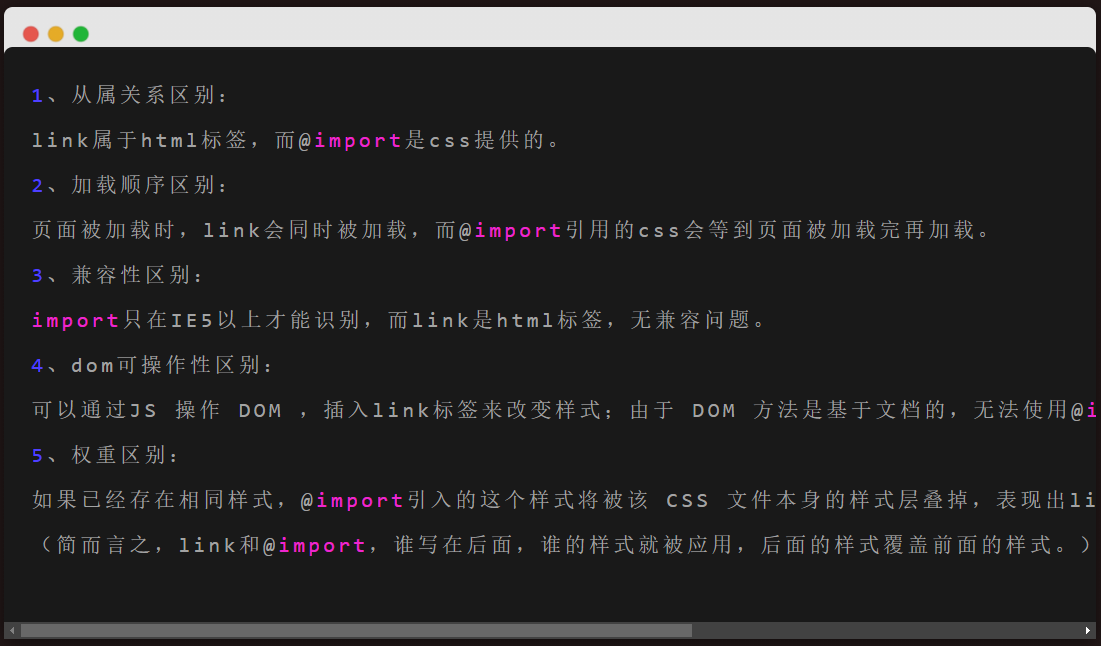 1、从属关系区别：
link属于html标签，而@import是css提供的。
2、加载顺序区别：
页面被加载时，link会同时被加载，而@import引用的css会等到页面被加载完再加载。
3、兼容性区别：
import只在IE5以上才能识别，而link是html标签，无兼容问题。
4、dom可操作性区别：
可以通过JS 操作 DOM ，插入link标签来改变样式；由于 DOM 方法是基于文档的，无法使用@i
5、权重区别：
如果已经存在相同样式，@import引入的这个样式将被该 CSS 文件本身的样式层叠掉，表现出li
（简而言之，link和@import，谁写在后面，谁的样式就被应用，后面的样式覆盖前面的样式。）